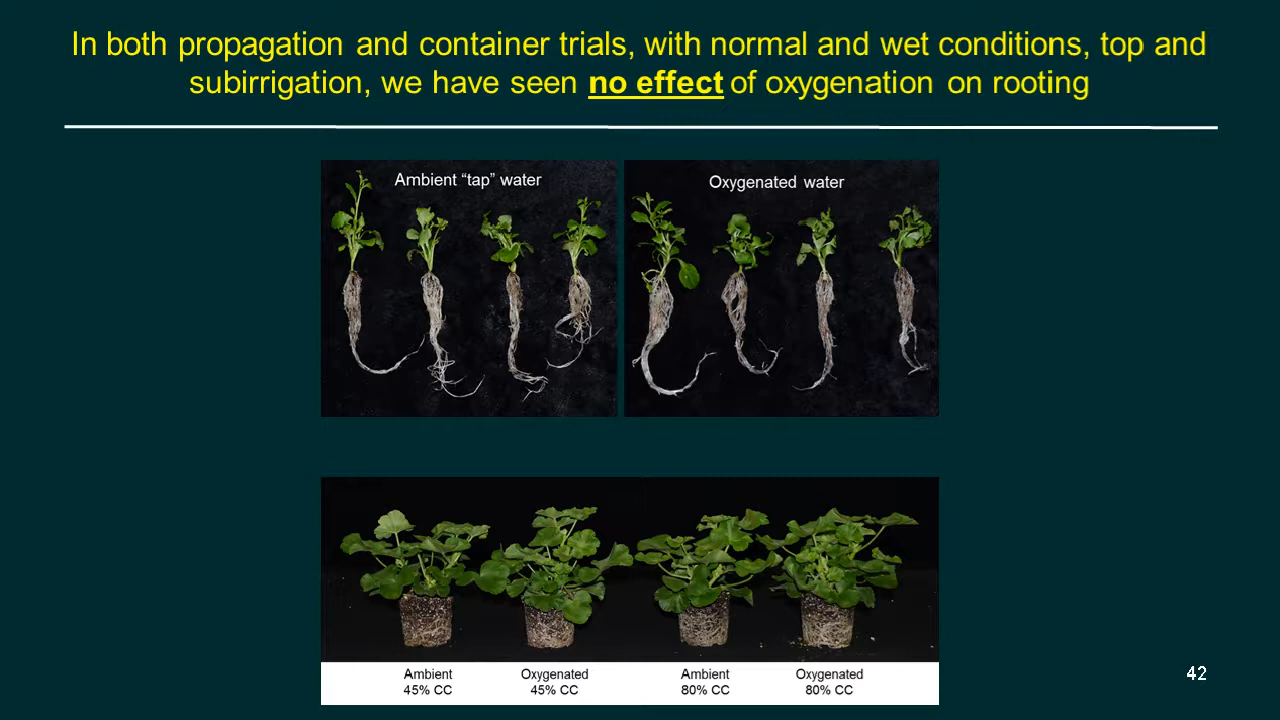 In both propagation and container trials, with normal and wet conditions, top and
subirrigation, we have seen no effect of oxygenation on rooting
Ambient “tap” water
Oxygenated water
Ambient
45% CC
Oxygenated
45% CC
Ambient
80% CC
Oxygenated
80% CC
42